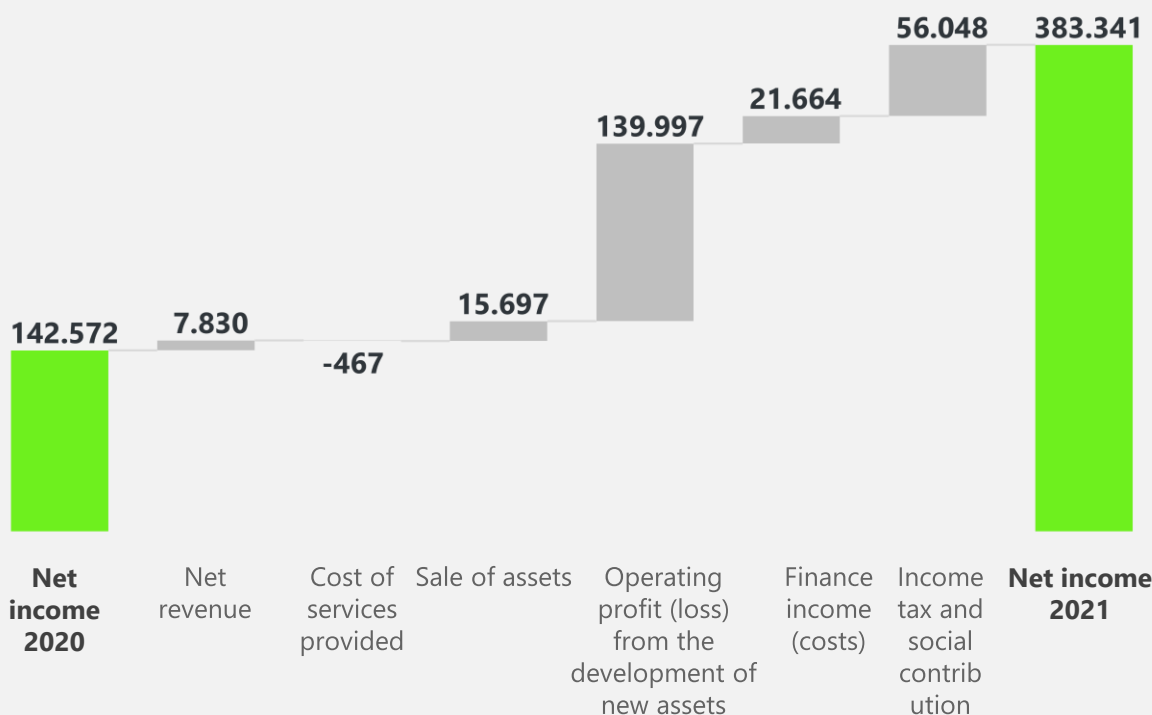 56.048
383.341
21.664
139.997
15.697
7.830
142.572
-467
Net
income
2020
Net
revenue
Cost of
services
provided
Sale of assets
Operating
profit (loss)
from the
development of
new assets
Finance
income
(costs)
Income
tax and
social
contrib
ution
Net income
2021